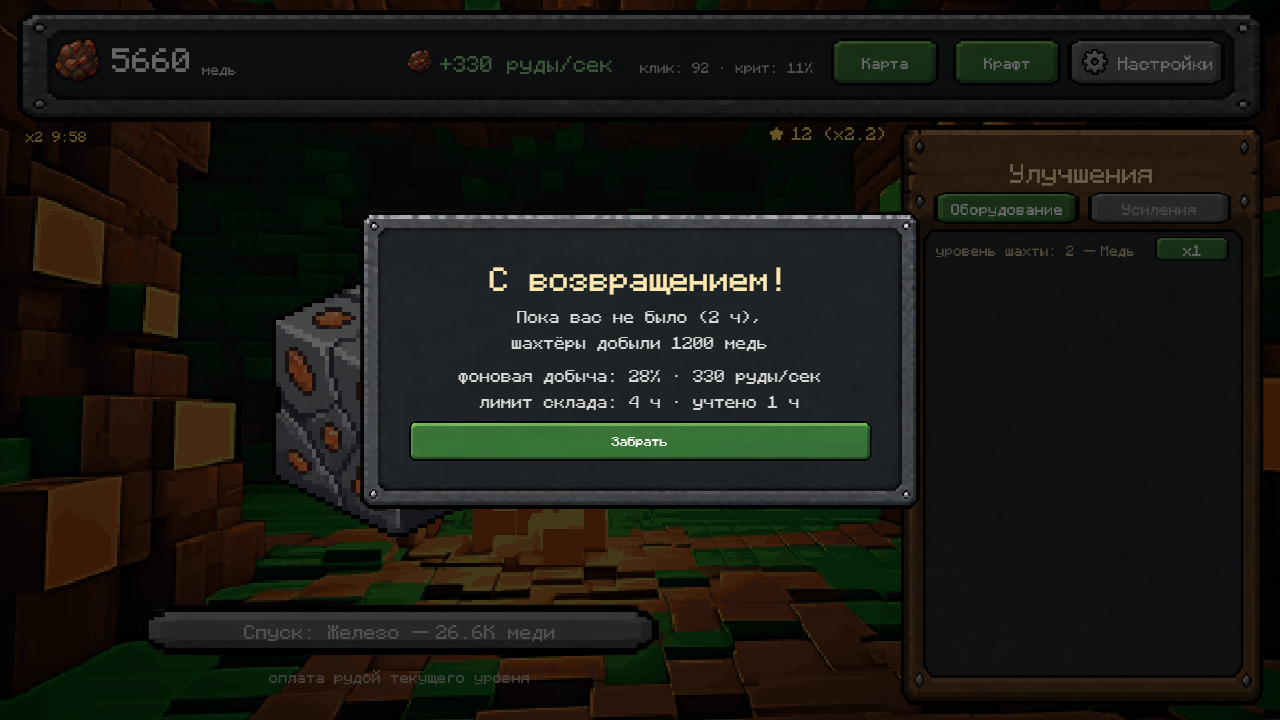 5660 медь
+330 руды/сек
клик: 92 · крит: 11%
Карта
Крафт
Настройки
x2 9:58
12 (x2.2)
Улучшения
Оборудование
Усиления
уровень шахты: 2 — Медь
x1
С возвращением!
Пока вас не было (2 ч),
шахтёры добыли 1200 медь
фоновая добыча: 28% · 330 руды/сек
лимит склада: 4 ч · учтено 1 ч
Забрать
Спуск: Железо — 26.6K меди
оплата рудой текущего уровня